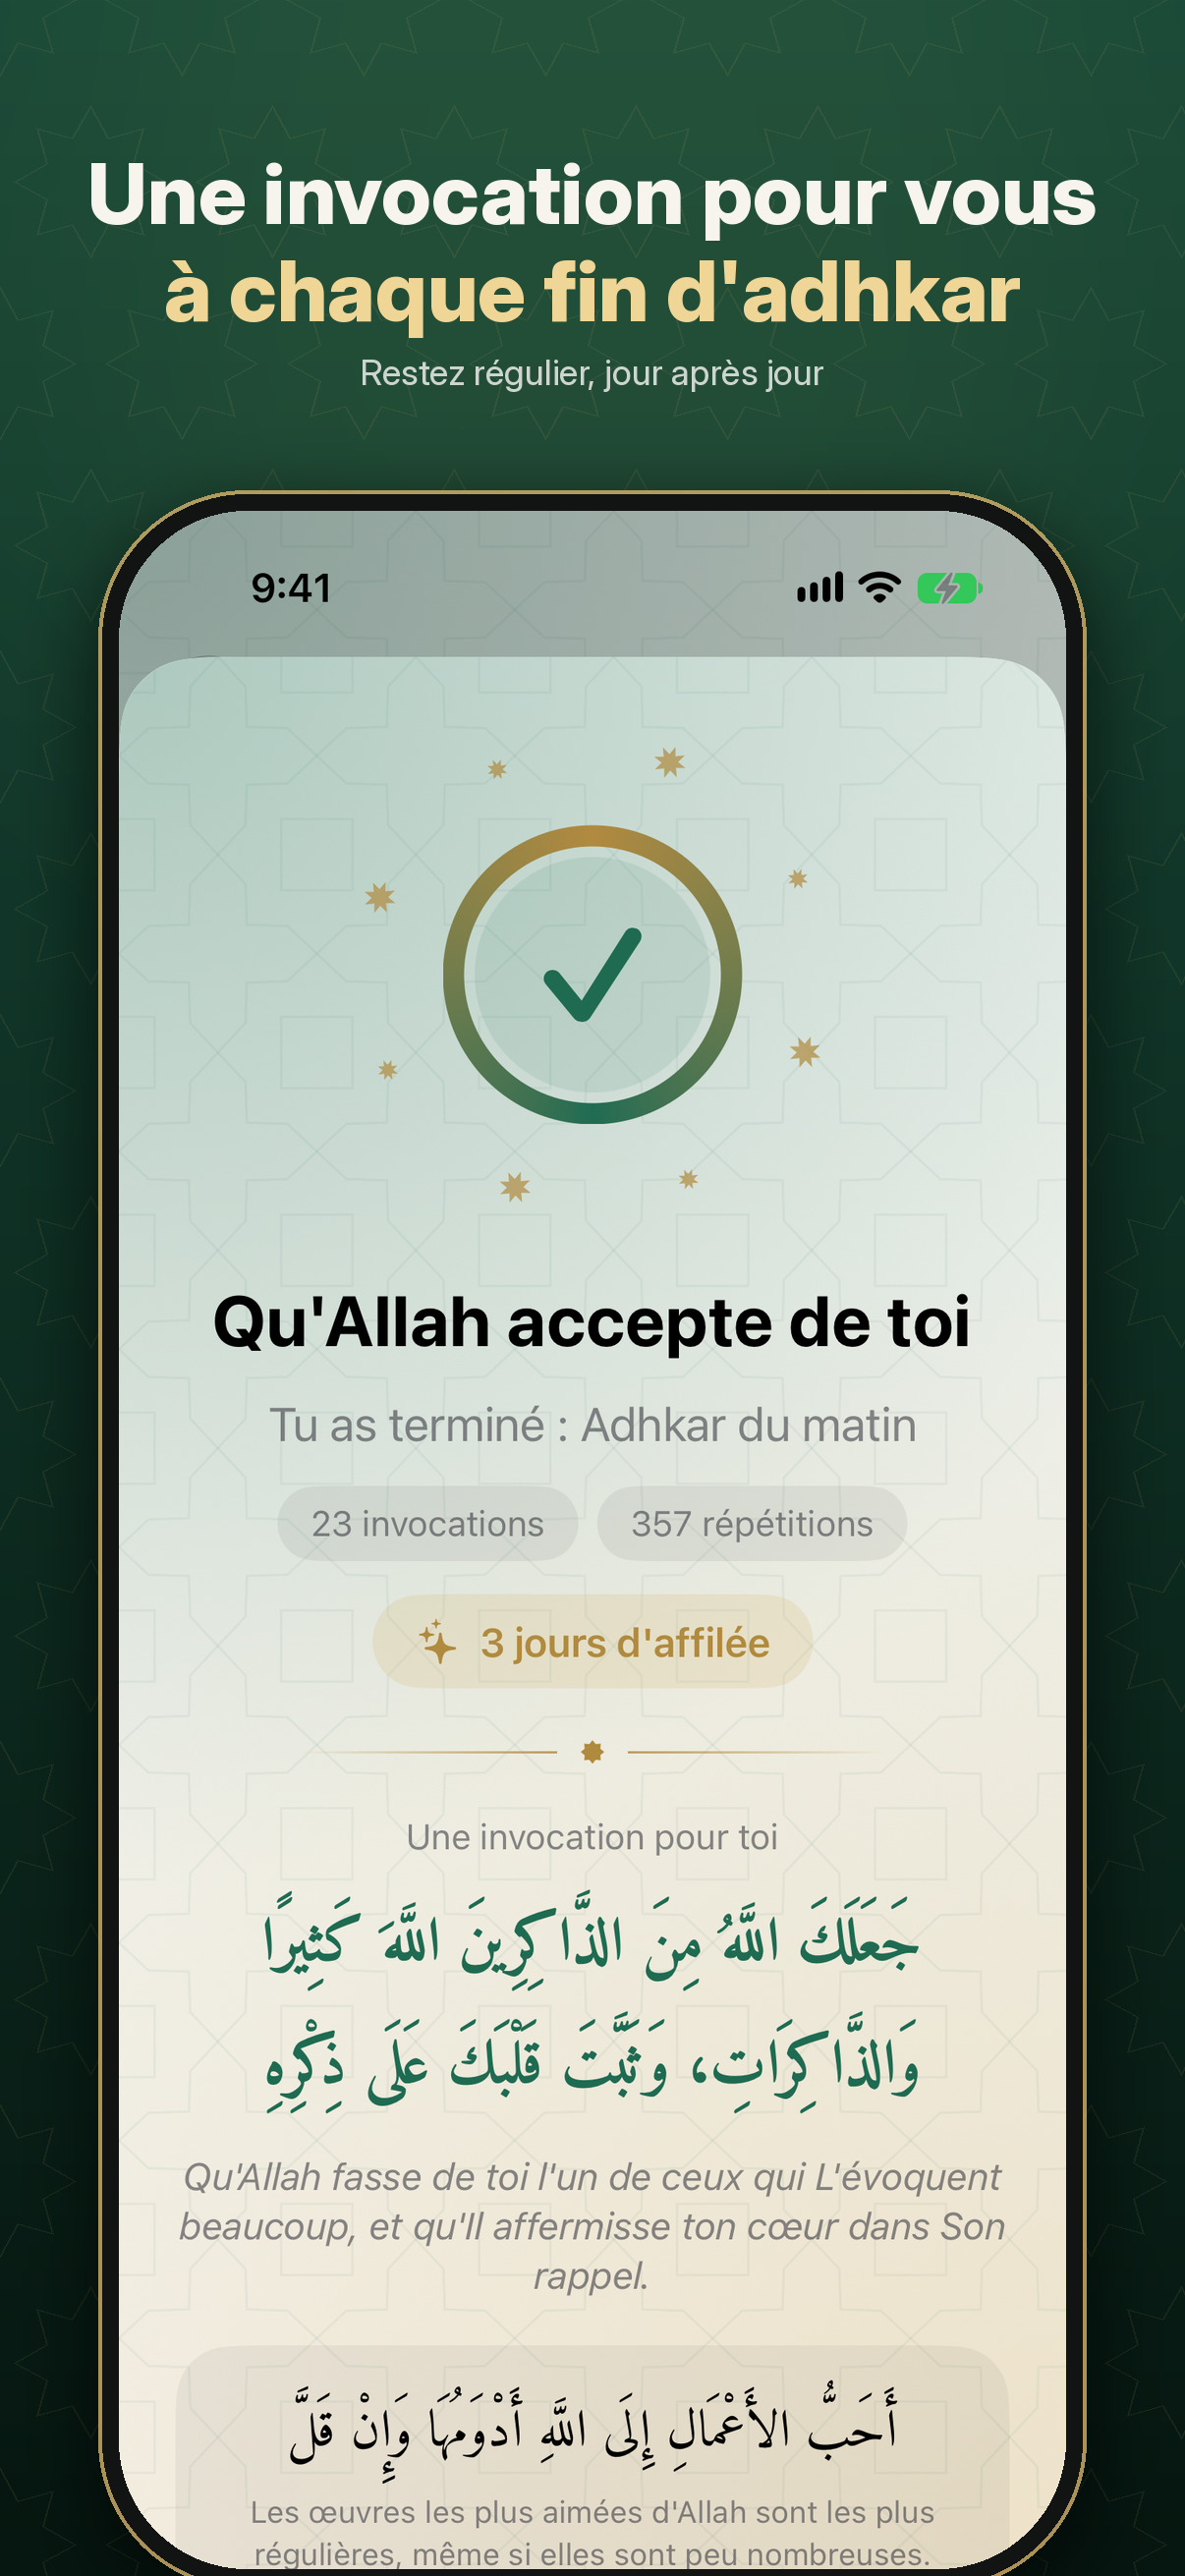 Une invocation pour vous
à chaque fin d'adhkar
Restez régulier, jour après jour
9:41
Qu'Allah accepte de toi
Tu as terminé : Adhkar du matin
23 invocations 357 répétitions
3 jours d'affilée
Une invocation pour toi
جَعَلَكَ اللَّهُ مِنَ الذَّاكِرِينَ اللَّهَ كَثِيرًا
وَالذَّاكِرَاتِ، وَثَبَّتَ قَلْبَكَ عَلَى ذِكْرِهِ
Qu'Allah fasse de toi l'un de ceux qui L'évoquent
beaucoup, et qu'Il affermisse ton cœur dans Son
rappel.
أَحَبُّ الأَعْمَالِ إِلَى اللَّهِ أَدْوَمُهَا وَإِنْ قَلَّ
Les œuvres les plus aimées d'Allah sont les plus
régulières, même si elles sont peu nombreuses.